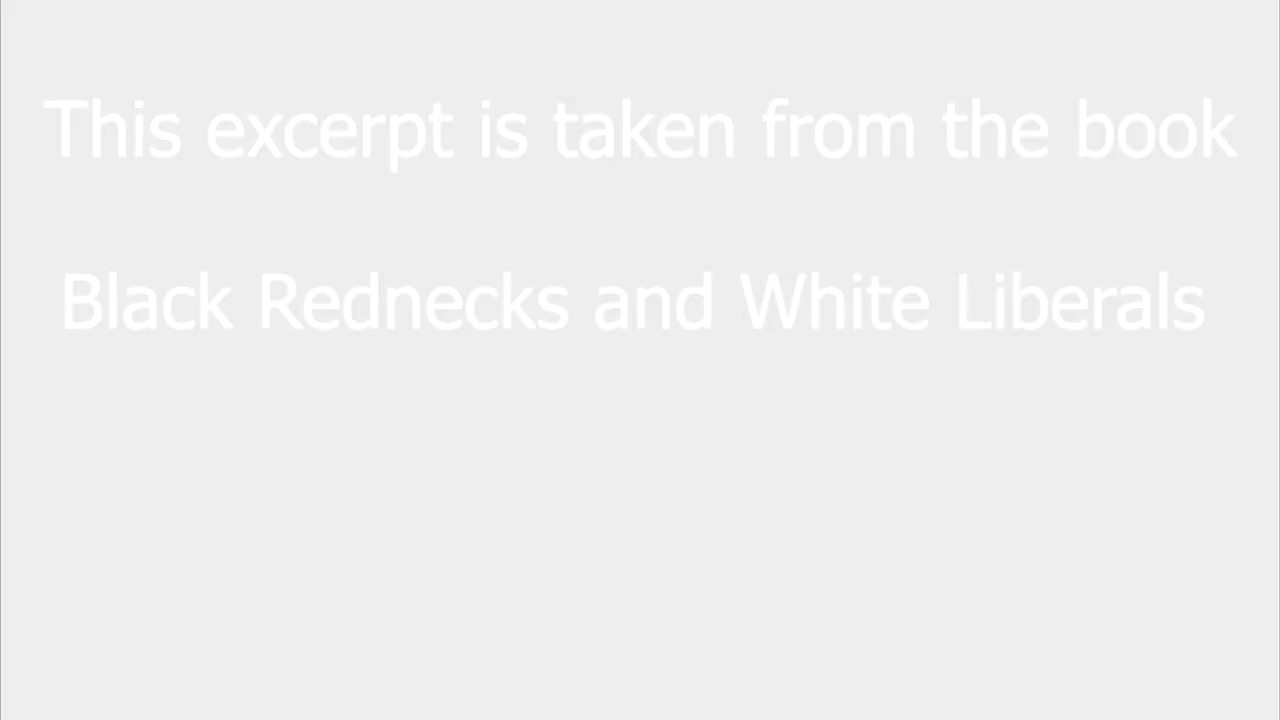 This excerpt is taken from the book
Black Rednecks and White Liberals